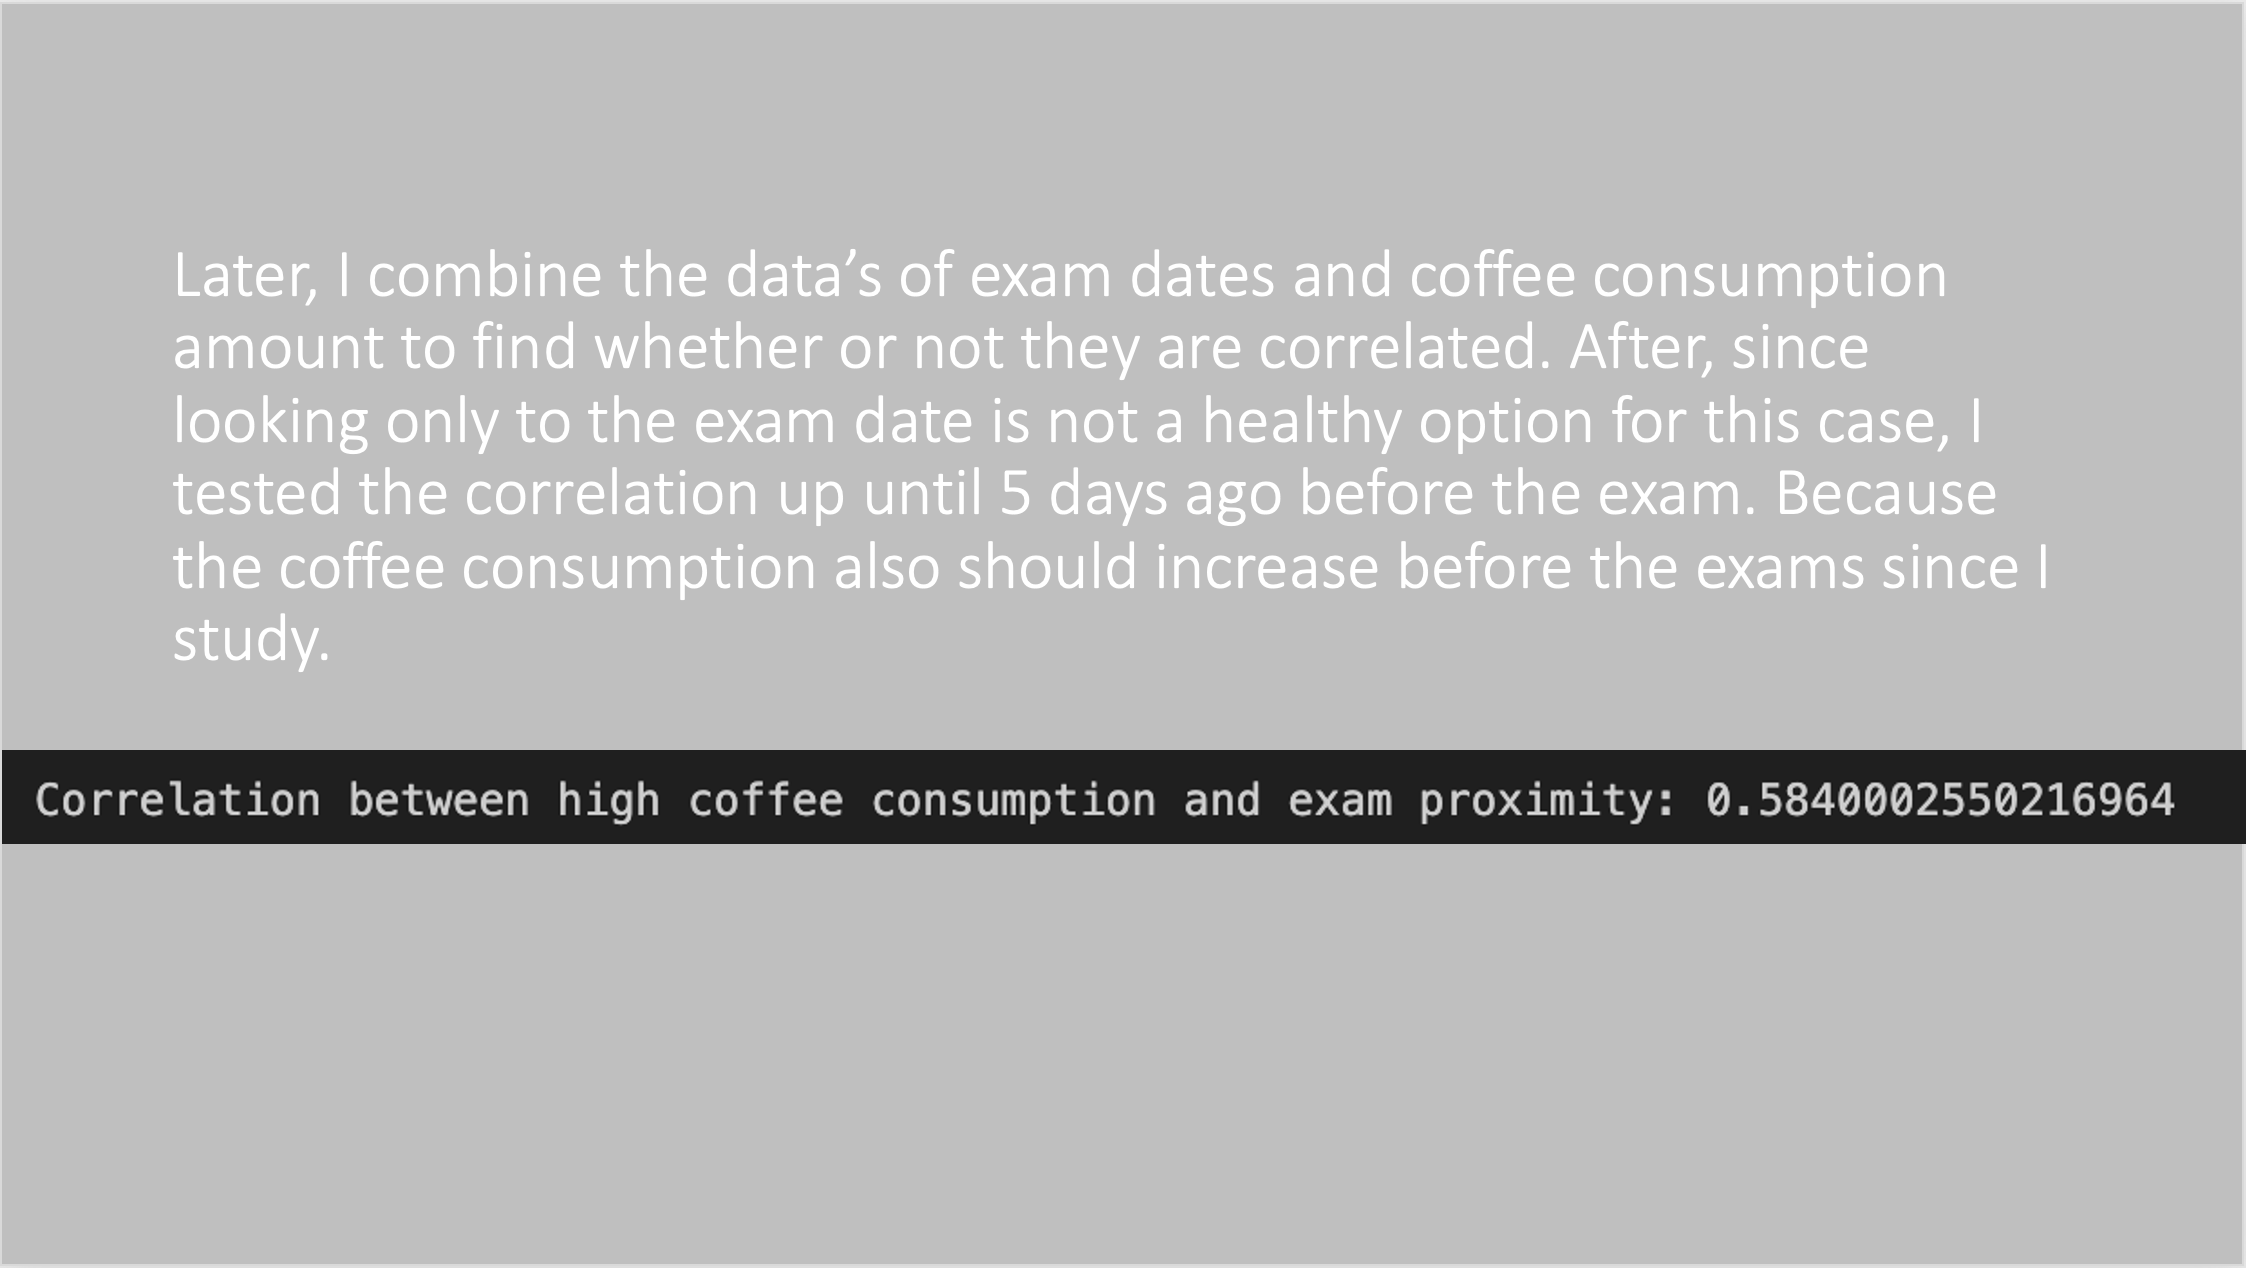 Later, I combine the data’s of exam dates and coffee consumption
amount to find whether or not they are correlated. After, since
looking only to the exam date is not a healthy option for this case, I
tested the correlation up until 5 days ago before the exam. Because
the coffee consumption also should increase before the exams since I
study.
Correlation between high coffee consumption and exam proximity: 0.5840002550216964